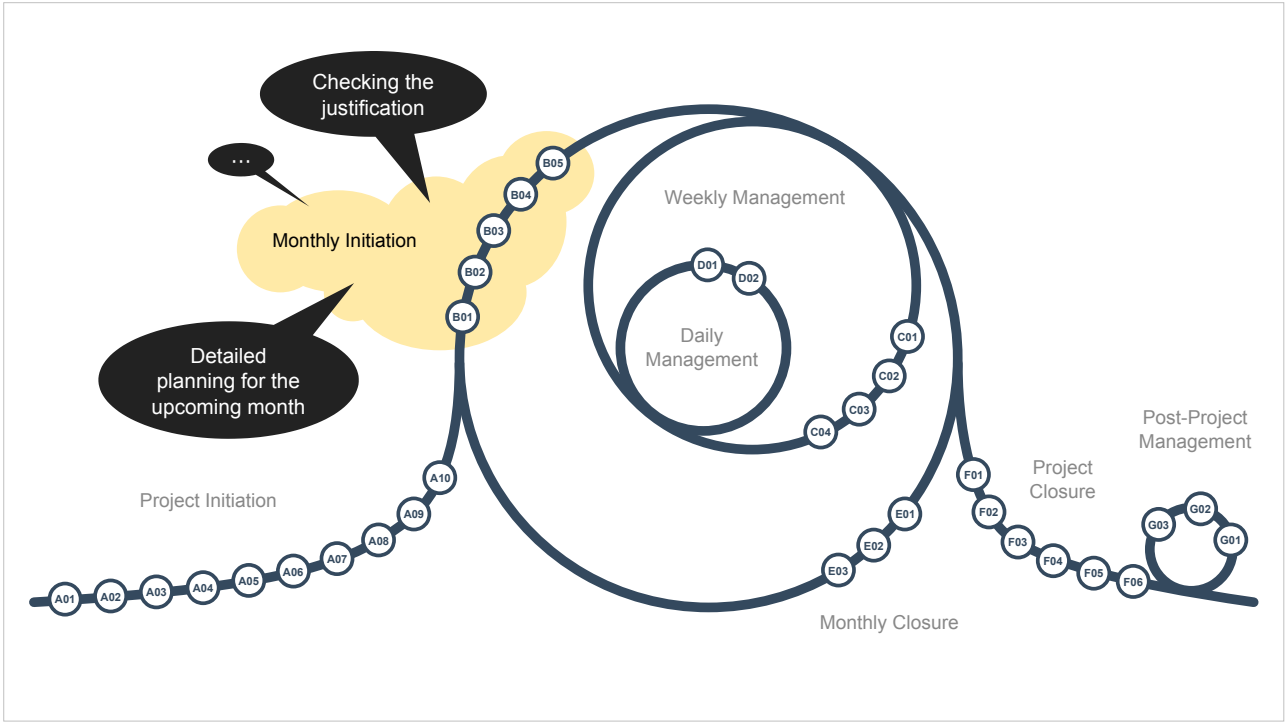 Checking the
justification
...
Monthly Initiation
Detailed
planning for the
upcoming month
Project Initiation
A01
A02
A03
A04
A05
A06
A07
A08
A09
A10
B01
B02
B03
B04
B05
Weekly Management
D01
D02
Daily
Management
C01
C02
C03
C04
E01
E02
E03
Monthly Closure
F01
F02
F03
F04
F05
F06
Project
Closure
Post-Project
Management
G01
G02
G03